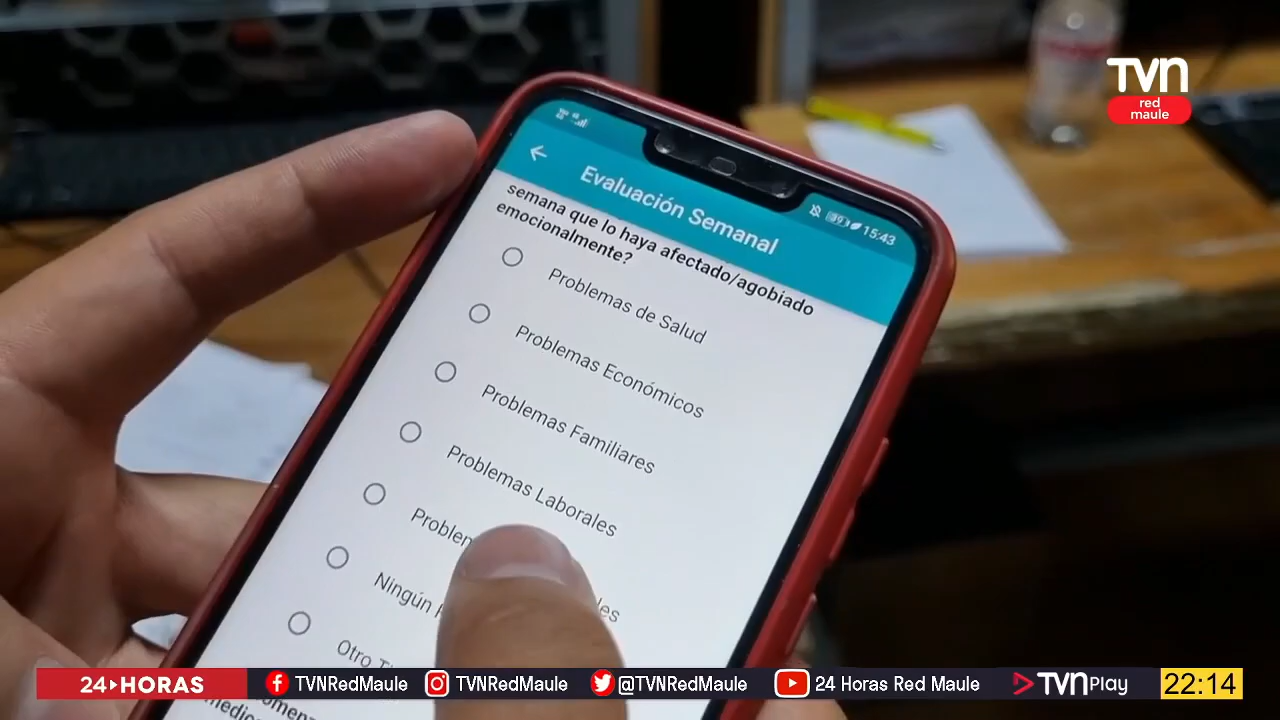 TVN
red
maule
15:43
Evaluación Semanal
semana que lo haya afectado/agobiado
emocionalmente?
Problemas de Salud
Problemas Económicos
Problemas Familiares
Problemas Laborales
Ningún
Otro
24 HORAS
TVNRedMaule
TVNRedMaule
@TVNRedMaule
24 Horas Red Maule
TVN Play
22:14